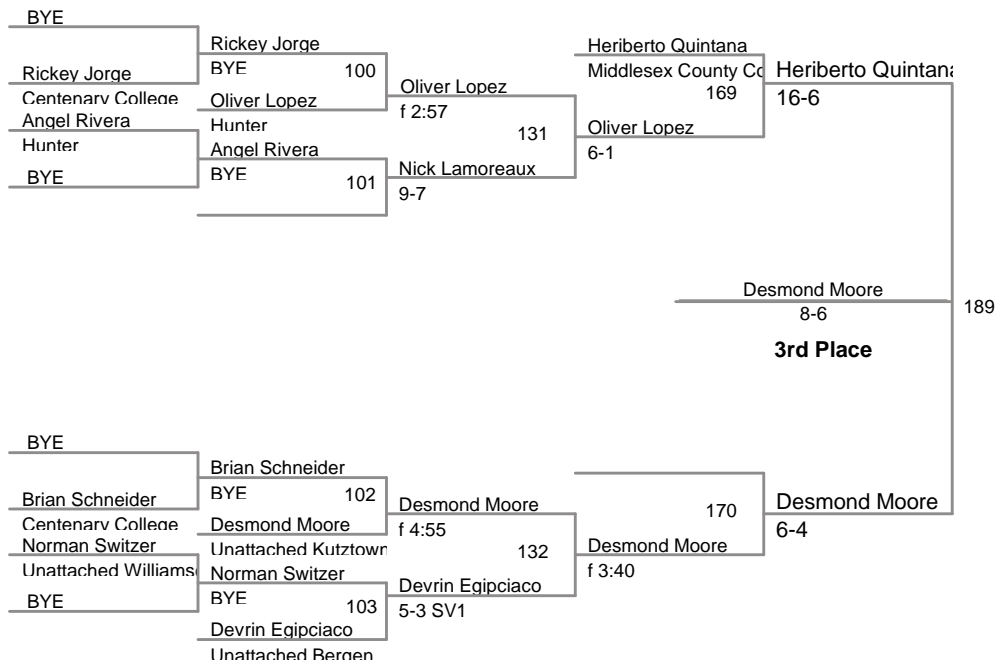 BYE
Rickey Jorge
Centenary College
Angel Rivera
Hunter
BYE
Rickey Jorge
BYE
100
Oliver Lopez
Hunter
Angel Rivera
BYE
101
Oliver Lopez
f 2:57
131
Nick Lamoreaux
9-7
Heriberto Quintana
Middlesex County Co
169
Oliver Lopez
6-1
Heriberto Quintana
16-6
Desmond Moore
8-6
3rd Place
189
BYE
Brian Schneider
Centenary College
Norman Switzer
Unattached Williams
BYE
Brian Schneider
BYE
102
Desmond Moore
Unattached Kutztown
Norman Switzer
BYE
103
Devrin Egipciaco
Unattached Bergen
Desmond Moore
f 4:55
132
Devrin Egipciaco
5-3 SV1
170
Desmond Moore
f 3:40
Desmond Moore
6-4